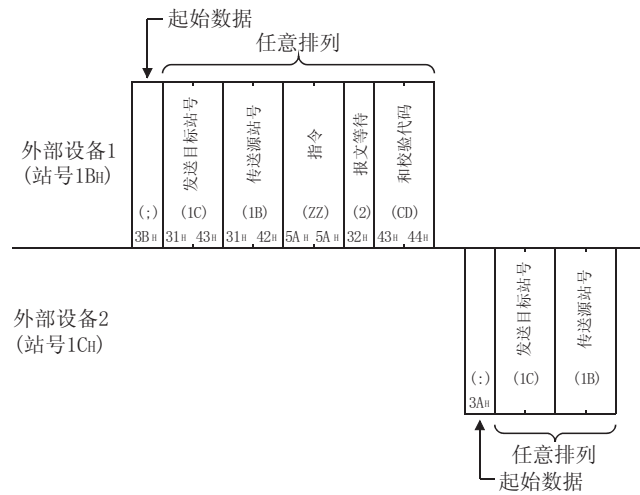 起始数据
任意排列
外部设备1
(站号1BH)
发送目标站号
传送源站号
指令
报文等待
和校验代码
(;) (1C) (1B) (ZZ) (2) (CD)
3BH 31H 43H 31H 42H 5AH 5AH 32H 43H 44H
外部设备2
(站号1CH)
发送目标站号
传送源站号
(:) (1C) (1B)
3AH
任意排列
起始数据